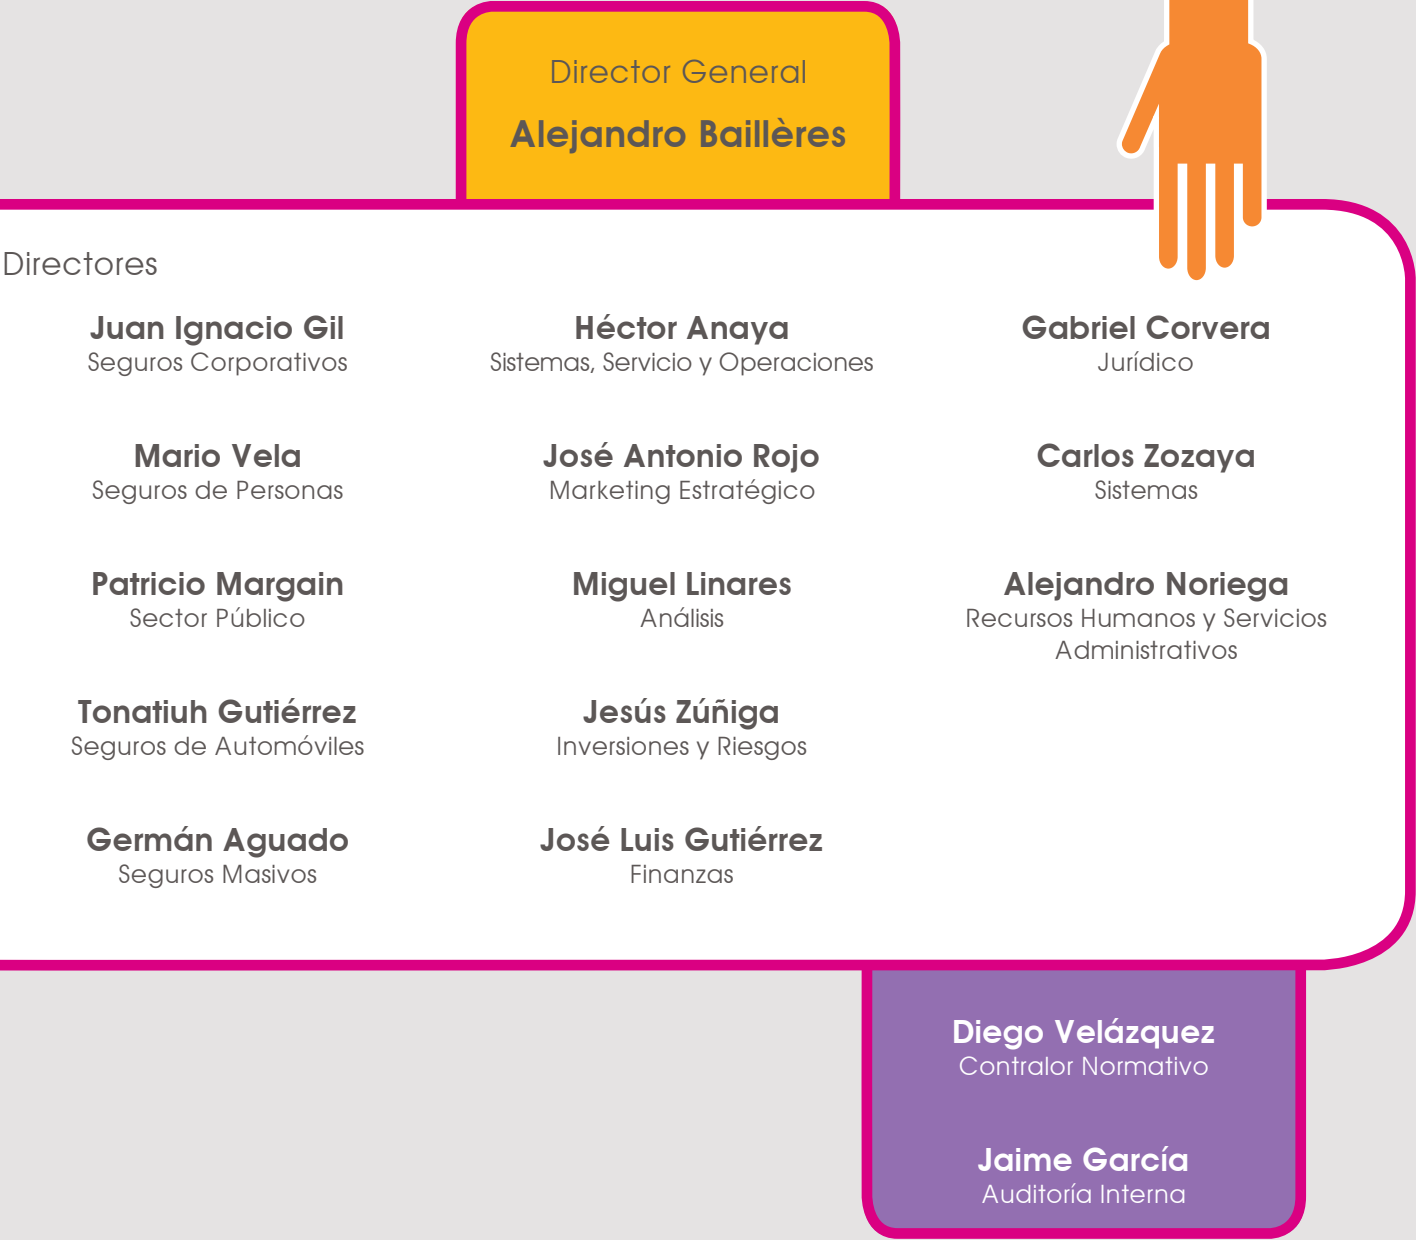 Director General
Alejandro Baillères
Directores
Juan Ignacio Gil
Seguros Corporativos
Mario Vela
Seguros de Personas
Patricio Margain
Sector Público
Tonatiuh Gutiérrez
Seguros de Automóviles
Germán Aguado
Seguros Masivos
Héctor Anaya
Sistemas, Servicio y Operaciones
José Antonio Rojo
Marketing Estratégico
Miguel Linares
Análisis
Jesús Zúñiga
Inversiones y Riesgos
José Luis Gutiérrez
Finanzas
Gabriel Corvera
Jurídico
Carlos Zozaya
Sistemas
Alejandro Noriega
Recursos Humanos y Servicios
Administrativos
Diego Velázquez
Contralor Normativo
Jaime García
Auditoría Interna